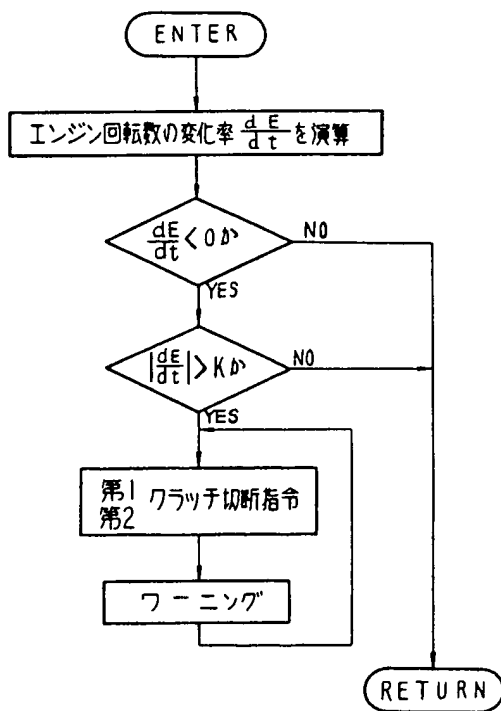 ENTER
エンジン回転数の変化率 dE/dt を演算
dE/dt < 0か
NO
YES
|dE/dt| > Kか
NO
YES
第1
第2 クラッチ切断指令
ワーニング
RETURN